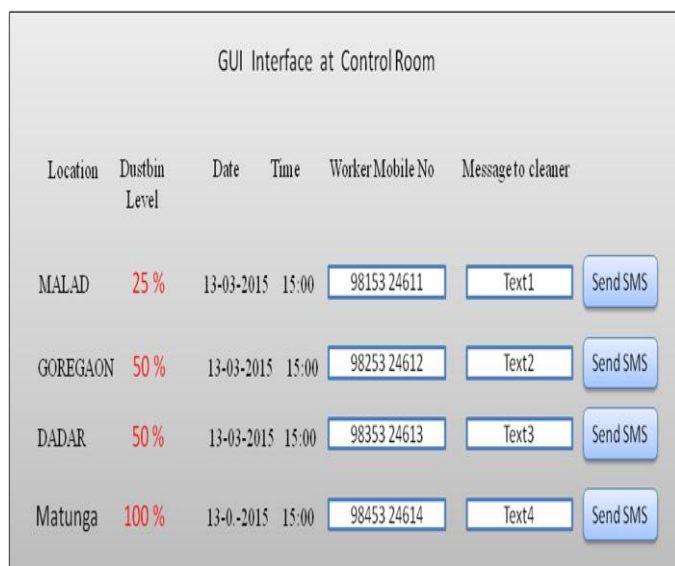 GUI Interface at Control Room
Location Dustbin Level Date Time Worker Mobile No Message to cleaner
MALAD 25 % 13-03-2015 15:00 98153 24611 Text1 Send SMS
GOREGAON 50 % 13-03-2015 15:00 98253 24612 Text2 Send SMS
DADAR 50 % 13-03-2015 15:00 98353 24613 Text3 Send SMS
Matunga 100 % 13-0.-2015 15:00 98453 24614 Text4 Send SMS